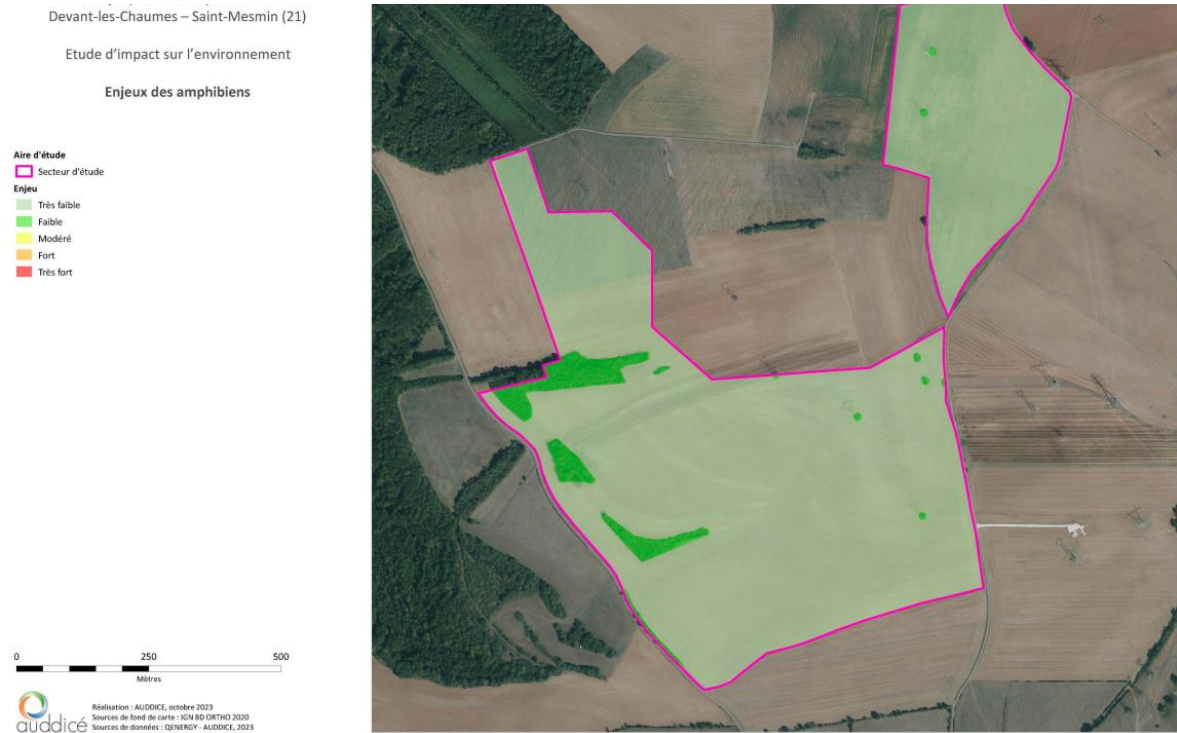 Devant-les-Chaumes – Saint-Mesmin (21)
Etude d'impact sur l'environnement
Enjeux des amphibiens
Aire d'étude
Secteur d'étude
Enjeu
Très faible
Faible
Modéré
Fort
Très fort
0 250 500
Mètres
auddicé
Réalisation : AUDDICE, octobre 2023
Sources de fond de carte : IGN BD ORTHO 2020
Sources de données : QENERGY - AUDDICE, 2023